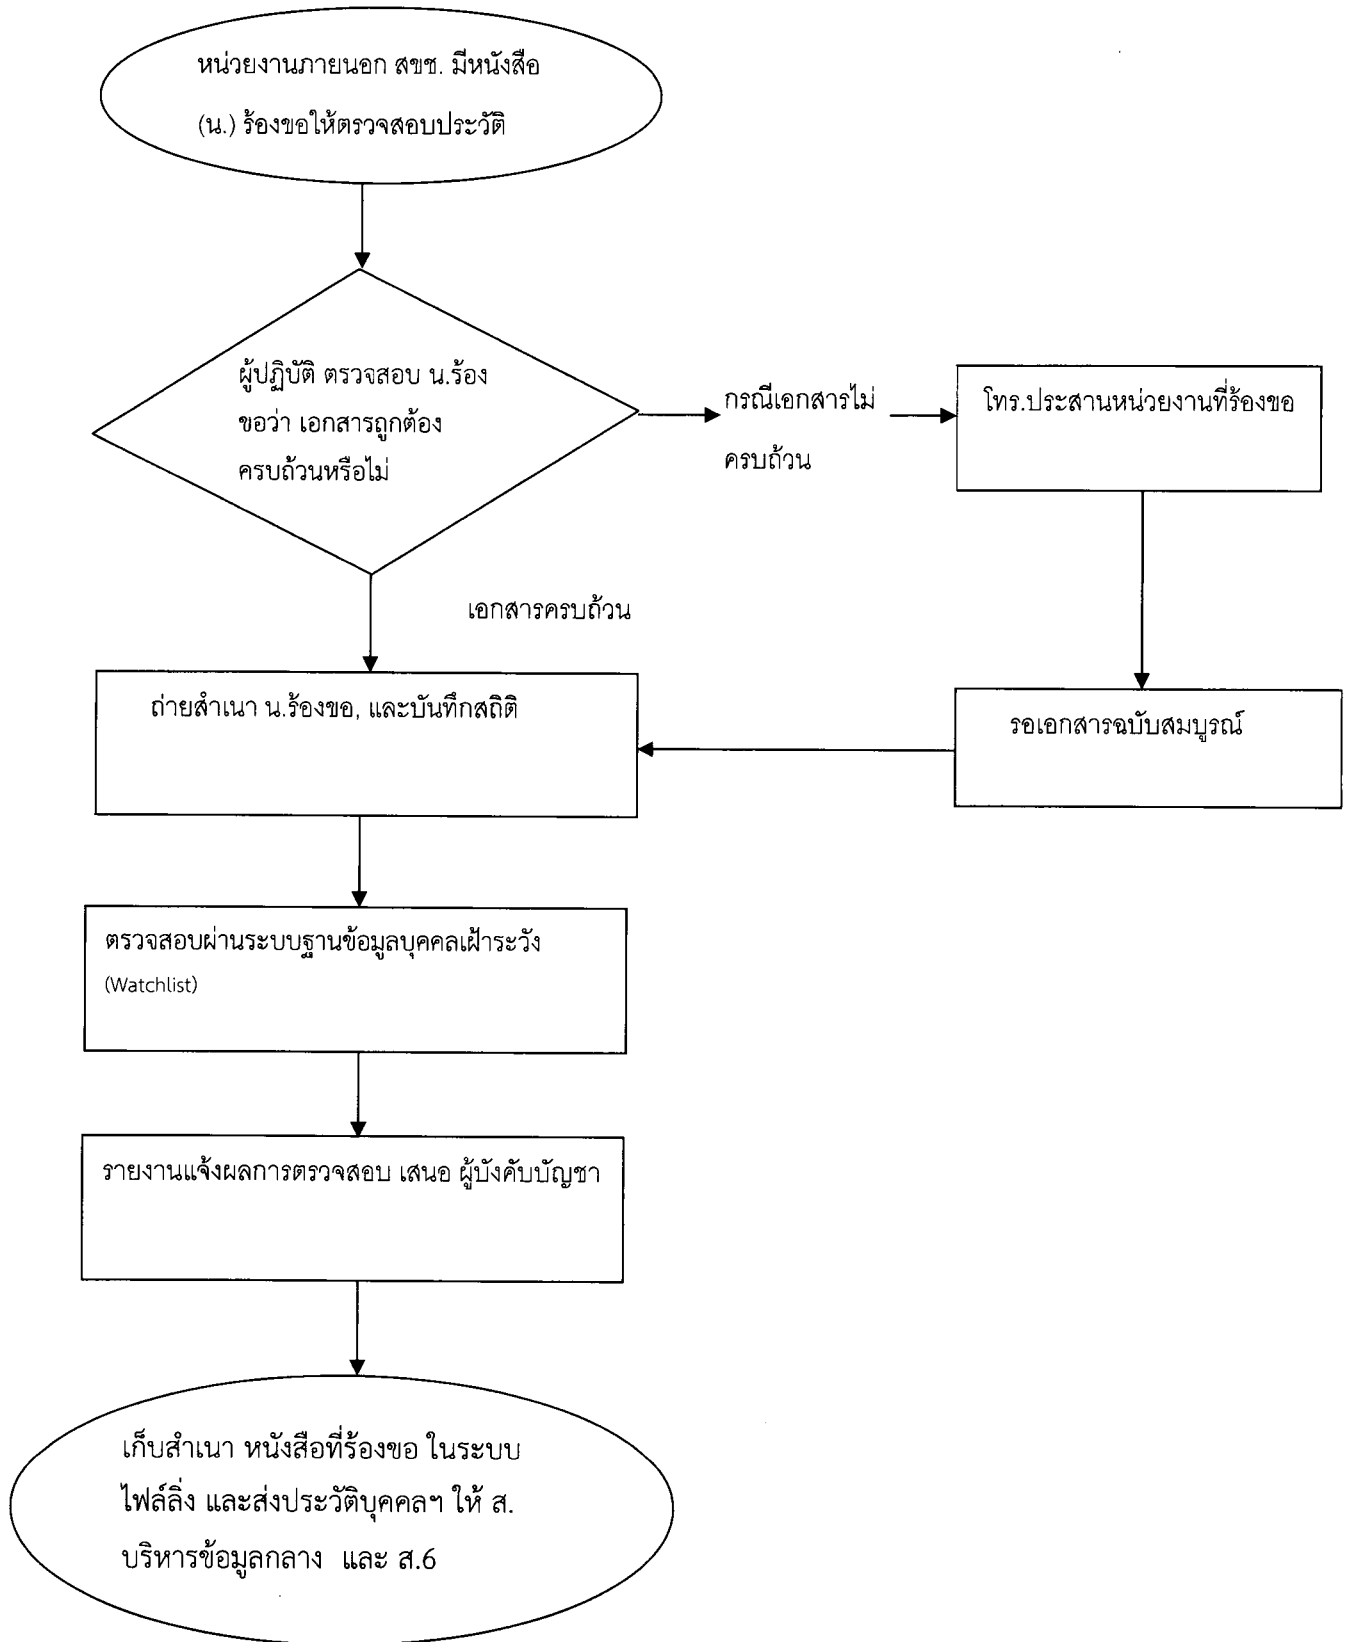 หน่วยงานภายนอก สขช. มีหนังสือ
(น.) ร้องขอให้ตรวจสอบประวัติ
ผู้ปฏิบัติ ตรวจสอบ น.ร้อง
ขอว่า เอกสารถูกต้อง
ครบถ้วนหรือไม่
กรณีเอกสารไม่
ครบถ้วน
โทร.ประสานหน่วยงานที่ร้องขอ
เอกสารครบถ้วน
ถ่ายสำเนา น.ร้องขอ, และบันทึกสถิติ
รอเอกสารฉบับสมบูรณ์
ตรวจสอบผ่านระบบฐานข้อมูลบุคคลเฝ้าระวัง
(Watchlist)
รายงานแจ้งผลการตรวจสอบ เสนอ ผู้บังคับบัญชา
เก็บสำเนา หนังสือที่ร้องขอ ในระบบ
ไฟล์ลิ่ง และส่งประวัติบุคคลฯ ให้ ส.
บริหารข้อมูลกลาง และ ส.6